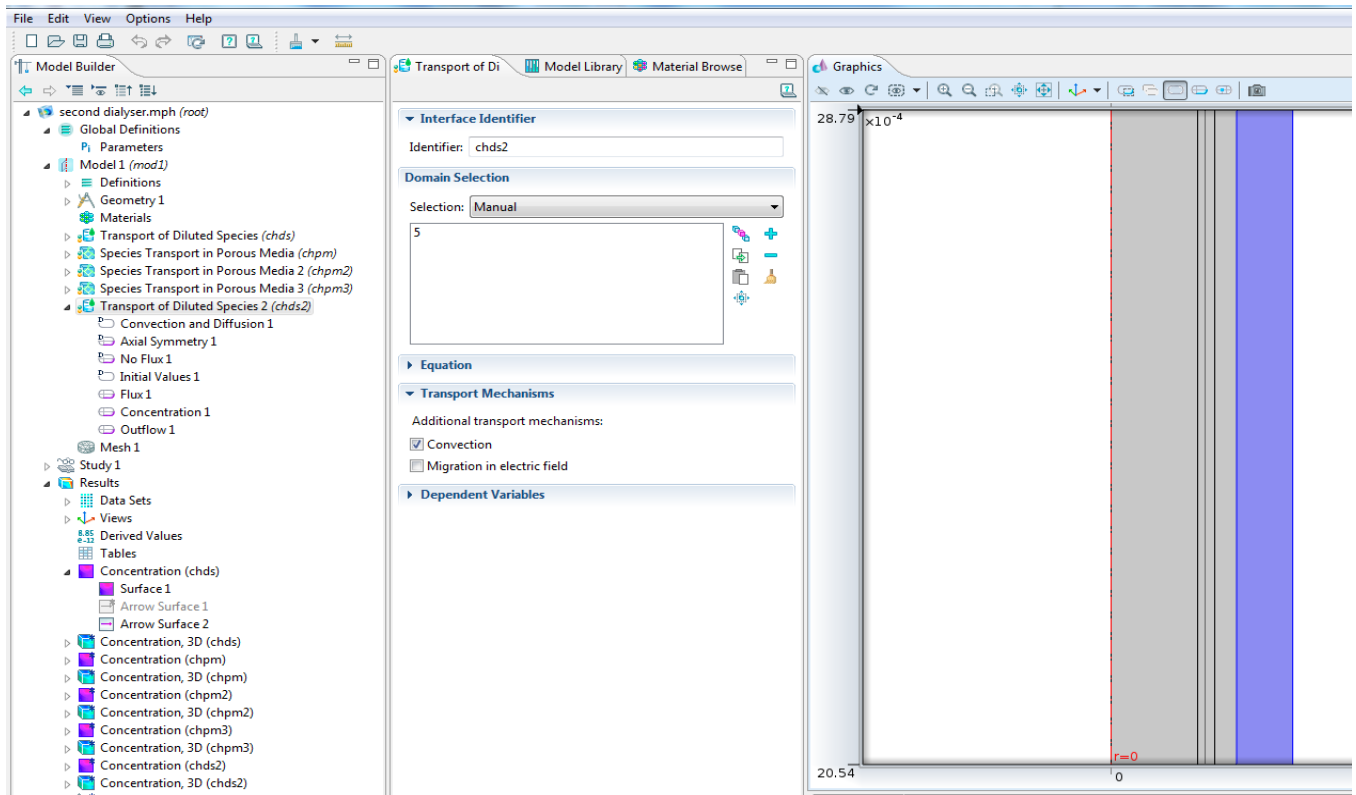 File Edit View Options Help
Model Builder
second dialyser.mph (root)
Global Definitions
Pi Parameters
Model 1 (mod1)
Definitions
Geometry 1
Materials
Transport of Diluted Species (chds)
Species Transport in Porous Media (chpm)
Species Transport in Porous Media 2 (chpm2)
Species Transport in Porous Media 3 (chpm3)
Transport of Diluted Species 2 (chds2)
Convection and Diffusion 1
Axial Symmetry 1
No Flux 1
Initial Values 1
Flux 1
Concentration 1
Outflow 1
Mesh 1
Study 1
Results
Data Sets
Views
8.85
e-12
Derived Values
Tables
Concentration (chds)
Surface 1
Arrow Surface 1
Arrow Surface 2
Concentration, 3D (chds)
Concentration (chpm)
Concentration, 3D (chpm)
Concentration (chpm2)
Concentration, 3D (chpm2)
Concentration (chpm3)
Concentration, 3D (chpm3)
Concentration (chds2)
Concentration, 3D (chds2)
Transport of Di Model Library Material Browse
Interface Identifier
Identifier: chds2
Domain Selection
Selection: Manual
5
Equation
Transport Mechanisms
Additional transport mechanisms:
Convection
Migration in electric field
Dependent Variables
Graphics
28.79 ×10⁻⁴
r=0
20.54
0